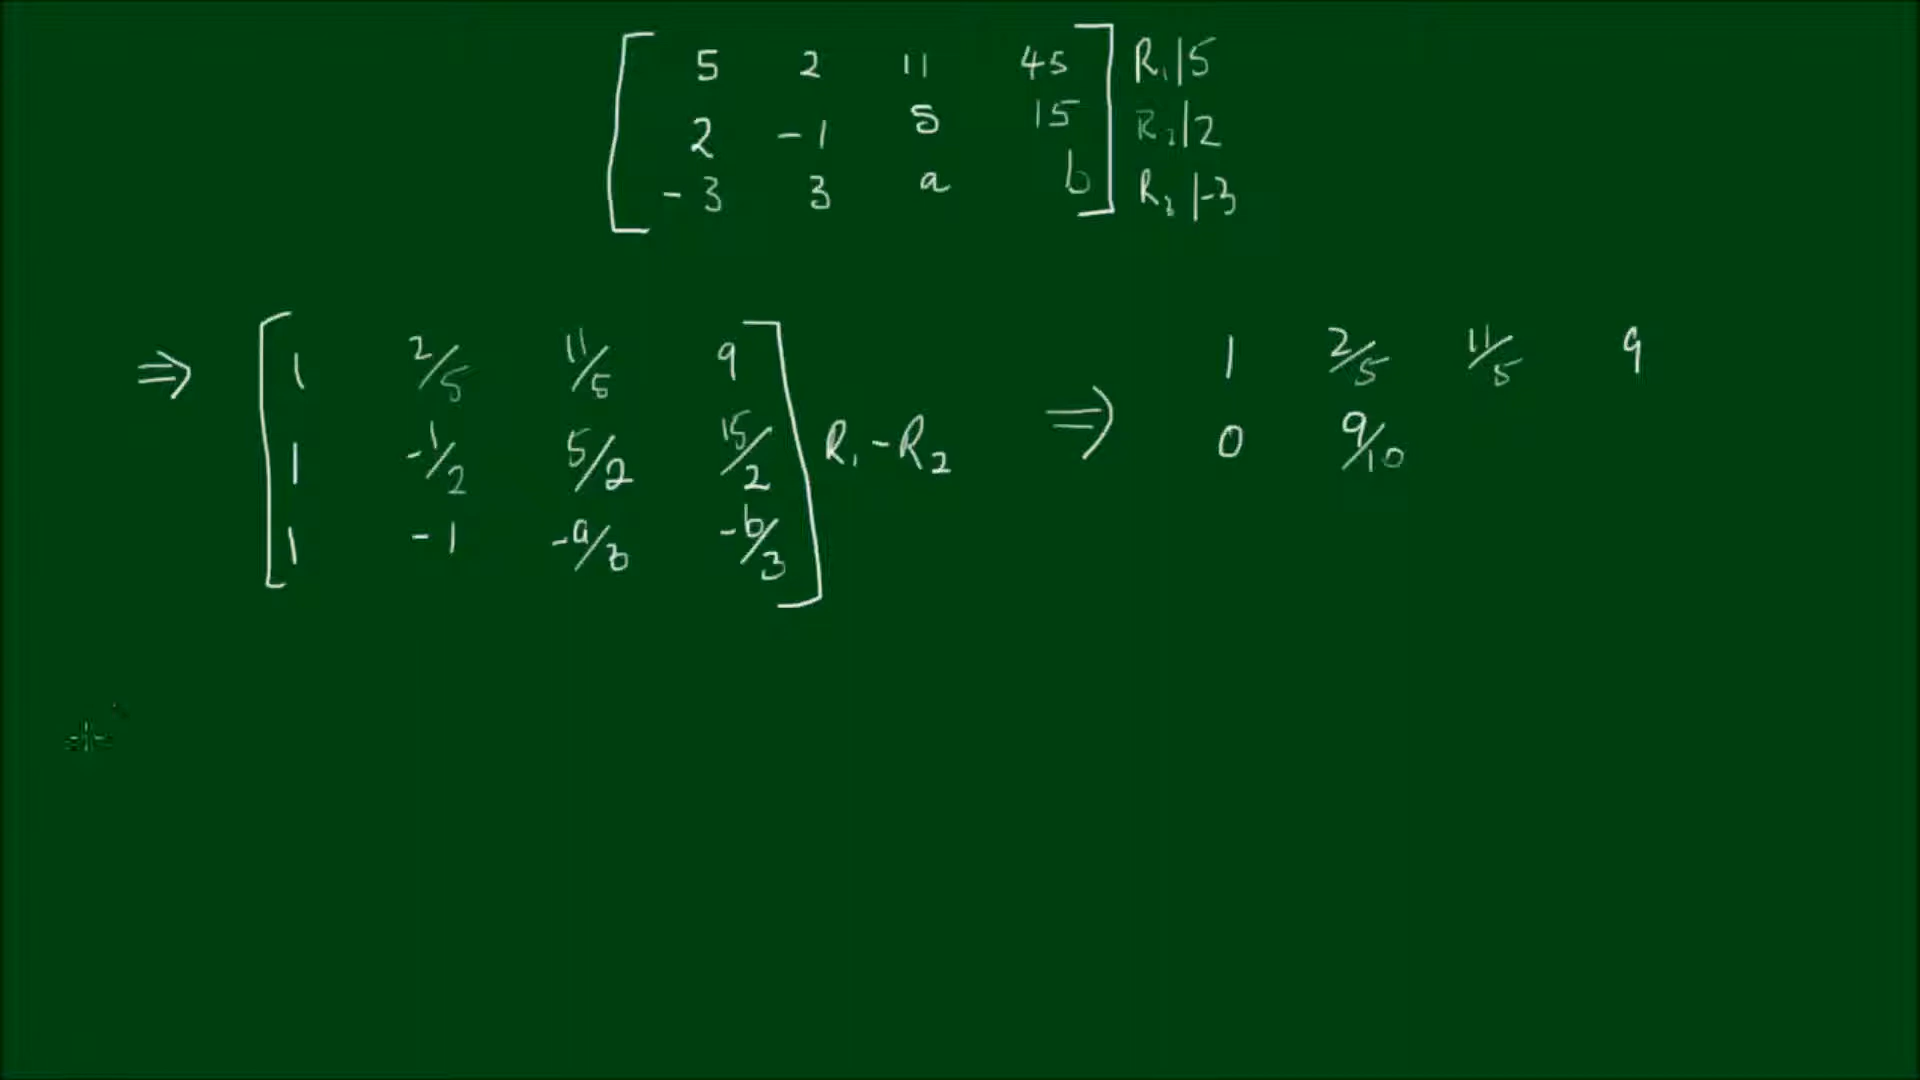 5 2 11 45 R₁/5
2 -1 5 15 R₂/2
-3 3 a b R₃/-3
⇒ 1 2/5 11/5 9
1 -1/2 5/2 15/2 R₁-R₂
1 -1 -a/3 -b/3
⇒ 1 2/5 11/5 9
0 9/10